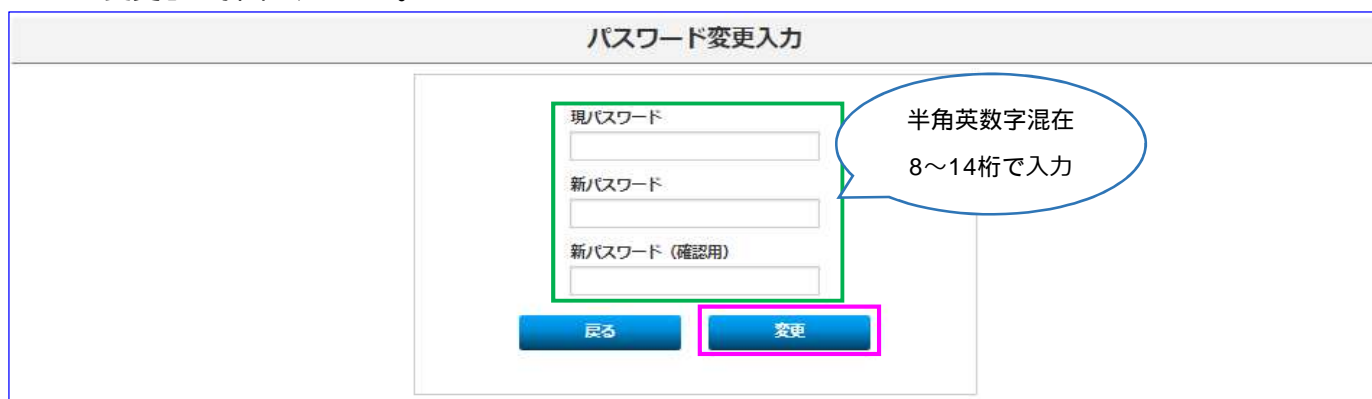 パスワード変更入力
現パスワード
半角英数字混在
8～14桁で入力
新パスワード
新パスワード（確認用）
戻る
変更